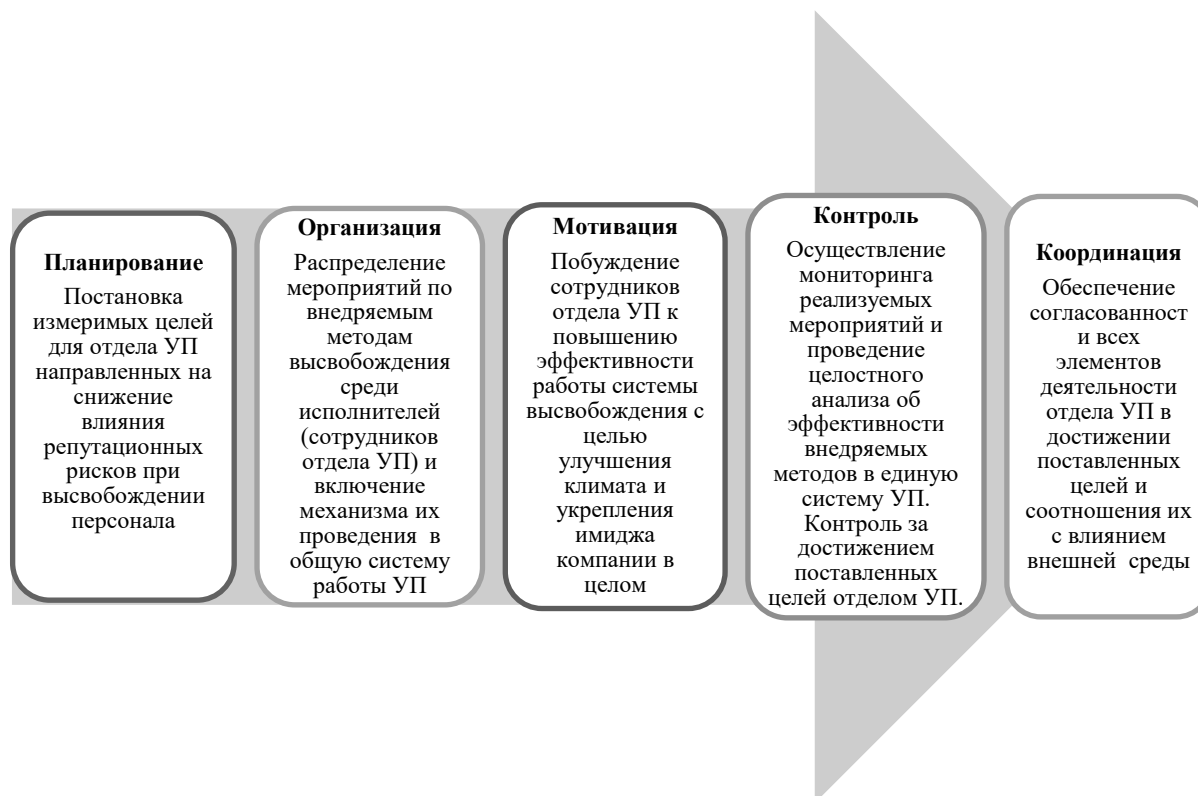 Планирование
Постановка
измеримых целей
для отдела УП
направленных на
снижение
влияния
репутационных
рисков при
высвобождении
персонала
Организация
Распределение
мероприятий по
внедряемым
методам
высвобождения
среди
исполнителей
(сотрудников
отдела УП) и
включение
механизма их
проведения в
общую систему
работы УП
Мотивация
Побуждение
сотрудников
отдела УП к
повышению
эффективности
работы системы
высвобождения с
целью
улучшения
климата и
укрепления
имиджа
компании в
целом
Контроль
Осуществление
мониторинга
реализуемых
мероприятий и
проведение
целостного
анализа об
эффективности
внедряемых
методов в единую
систему УП.
Контроль за
достижением
поставленных
целей отделом УП.
Координация
Обеспечение
согласованност
и всех
элементов
деятельности
отдела УП в
достижении
поставленных
целей и
соотношения их
с влиянием
внешней среды